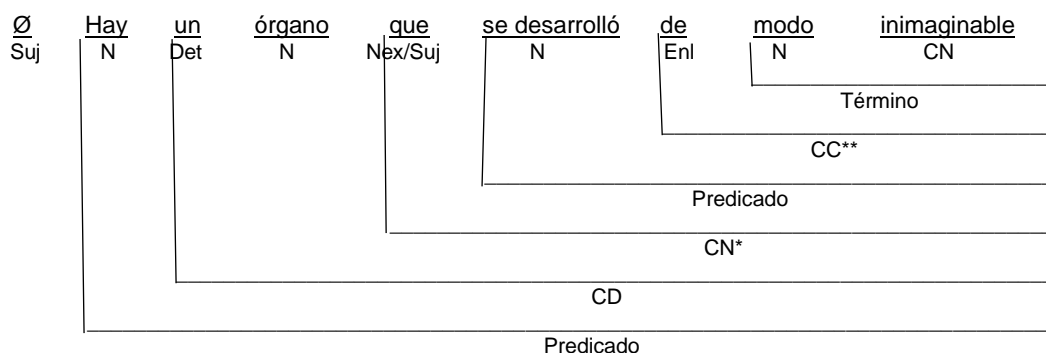 Ø Hay un órgano que se desarrolló de modo inimaginable
Suj N Det N Nex/Suj N Enl N CN
Término
CC**
Predicado
CN*
CD
Predicado